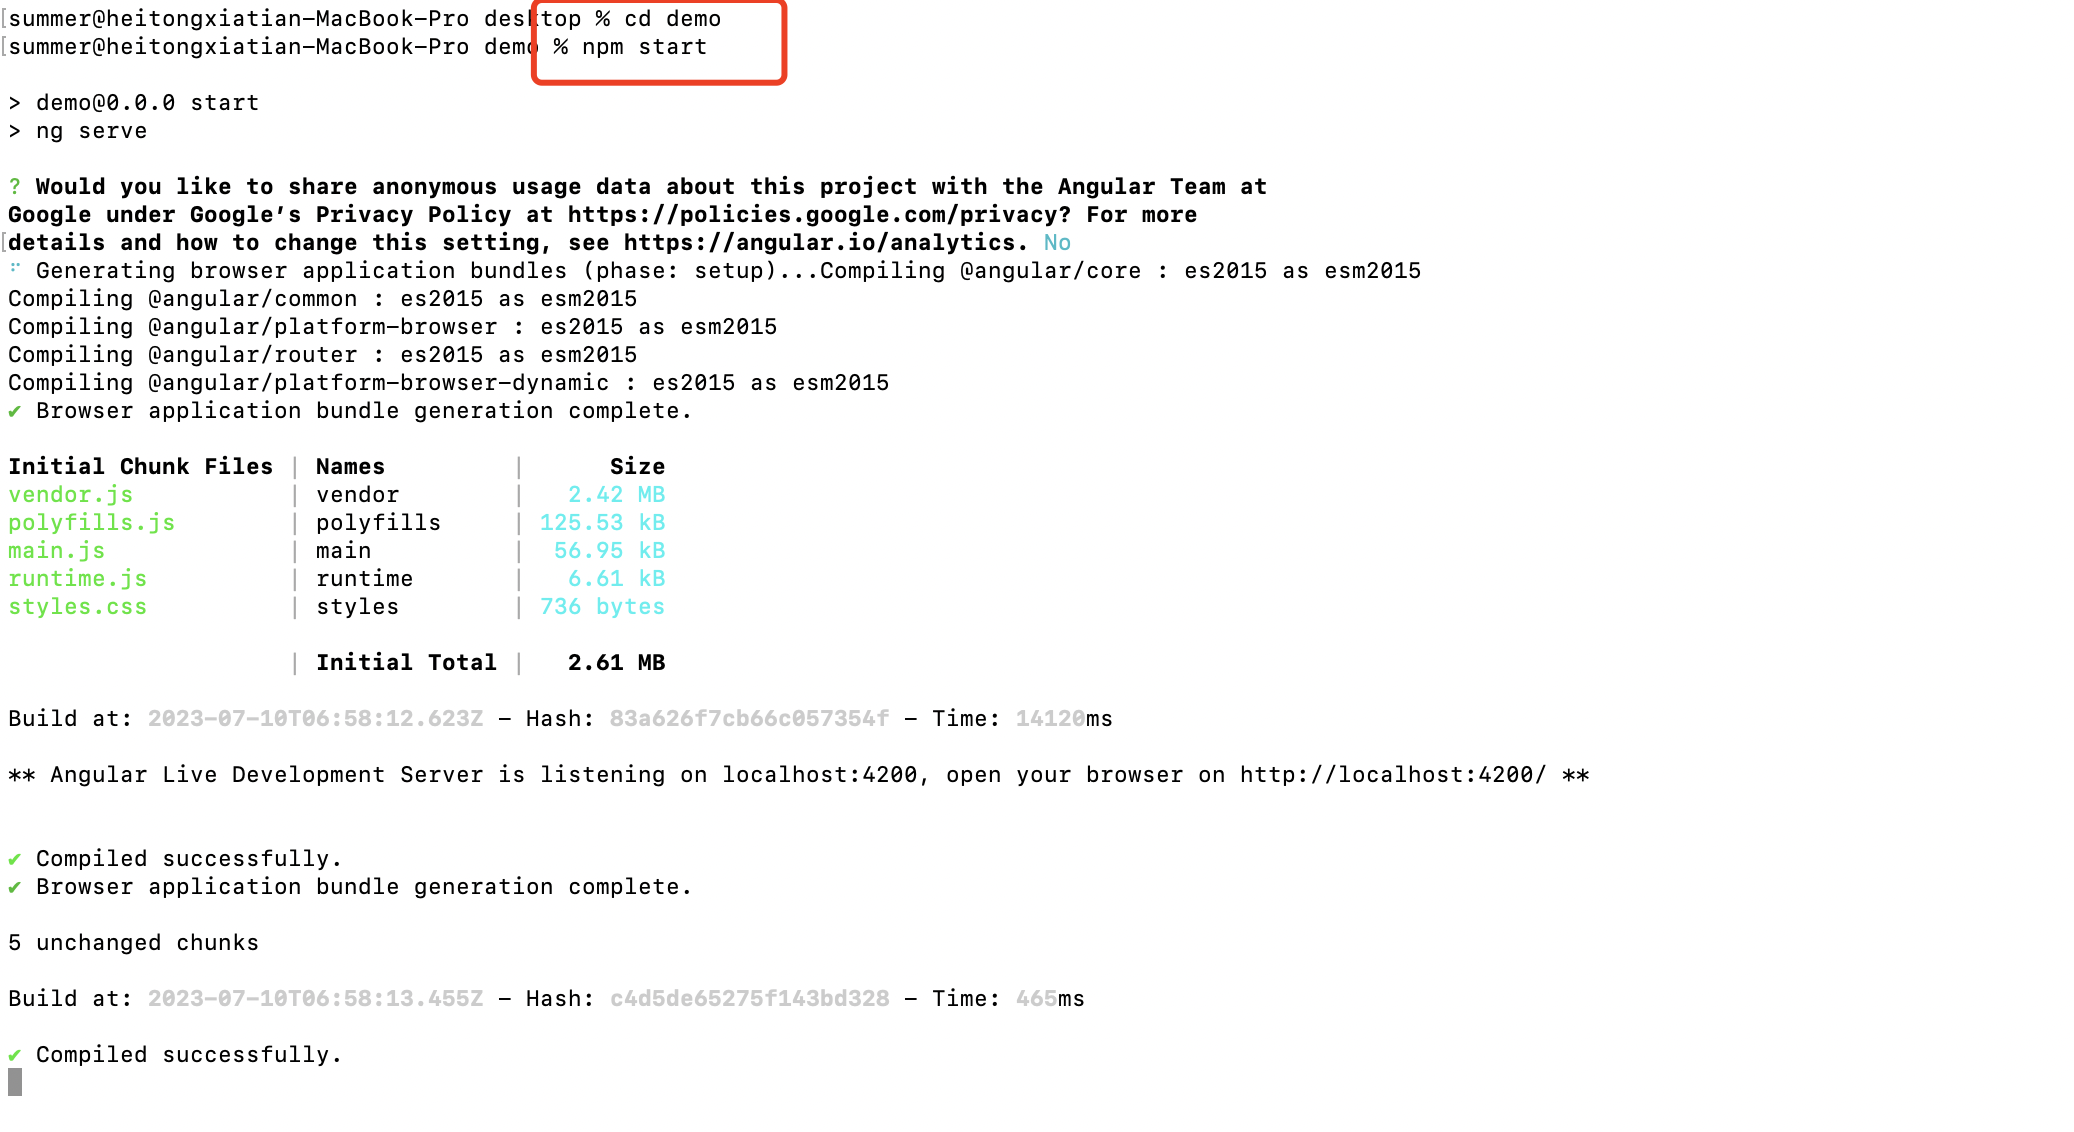 [summer@heitongxiatian-MacBook-Pro desktop % cd demo
[summer@heitongxiatian-MacBook-Pro demo % npm start
> demo@0.0.0 start
> ng serve
? Would you like to share anonymous usage data about this project with the Angular Team at
Google under Google’s Privacy Policy at https://policies.google.com/privacy? For more
[details and how to change this setting, see https://angular.io/analytics. No
⠋ Generating browser application bundles (phase: setup)...Compiling @angular/core : es2015 as esm2015
Compiling @angular/common : es2015 as esm2015
Compiling @angular/platform-browser : es2015 as esm2015
Compiling @angular/router : es2015 as esm2015
Compiling @angular/platform-browser-dynamic : es2015 as esm2015
✔ Browser application bundle generation complete.
Initial Chunk Files | Names | Size
vendor.js | vendor | 2.42 MB
polyfills.js | polyfills | 125.53 kB
main.js | main | 56.95 kB
runtime.js | runtime | 6.61 kB
styles.css | styles | 736 bytes
| Initial Total | 2.61 MB
Build at: 2023-07-10T06:58:12.623Z - Hash: 83a626f7cb66c057354f - Time: 14120ms
** Angular Live Development Server is listening on localhost:4200, open your browser on http://localhost:4200/ **
✔ Compiled successfully.
✔ Browser application bundle generation complete.
5 unchanged chunks
Build at: 2023-07-10T06:58:13.455Z - Hash: c4d5de65275f143bd328 - Time: 465ms
✔ Compiled successfully.